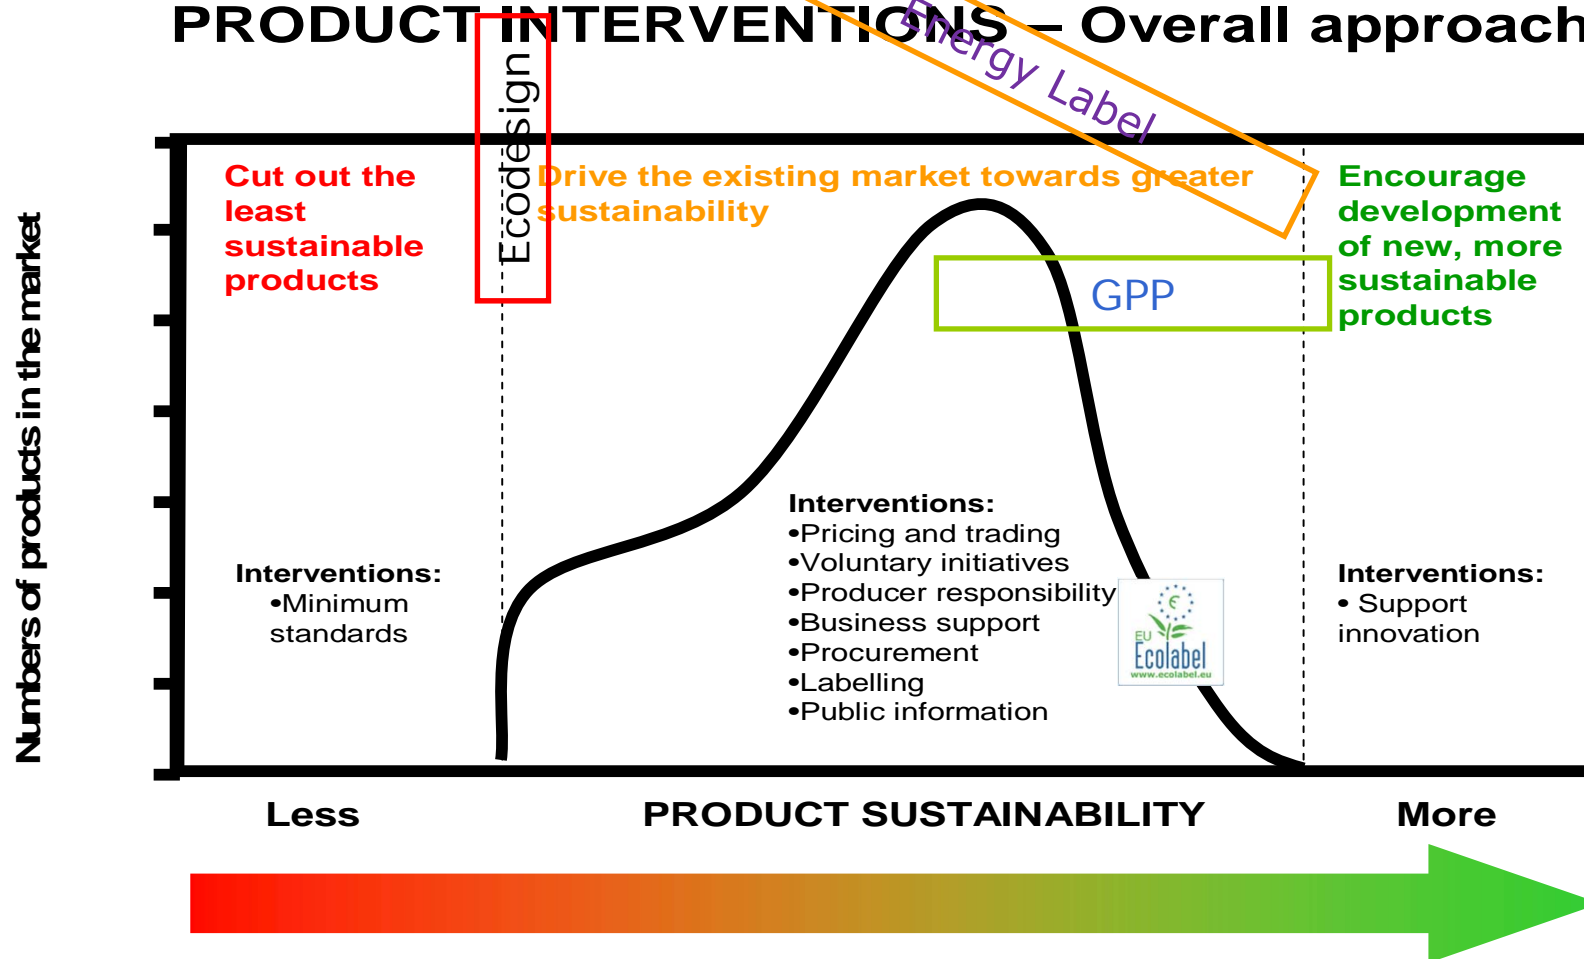 PRODUCT INTERVENTIONS – Overall approach
Energy Label
Ecodesign
Cut out the
least
sustainable
products
Drive the existing market towards greater
sustainability
Encourage
development
of new, more
sustainable
products
GPP
Numbers of products in the market
Interventions:
•Minimum
standards
Interventions:
•Pricing and trading
•Voluntary initiatives
•Producer responsibility
•Business support
•Procurement
•Labelling
•Public information
EU
Ecolabel
www.ecolabel.eu
Interventions:
• Support
innovation
Less
PRODUCT SUSTAINABILITY
More